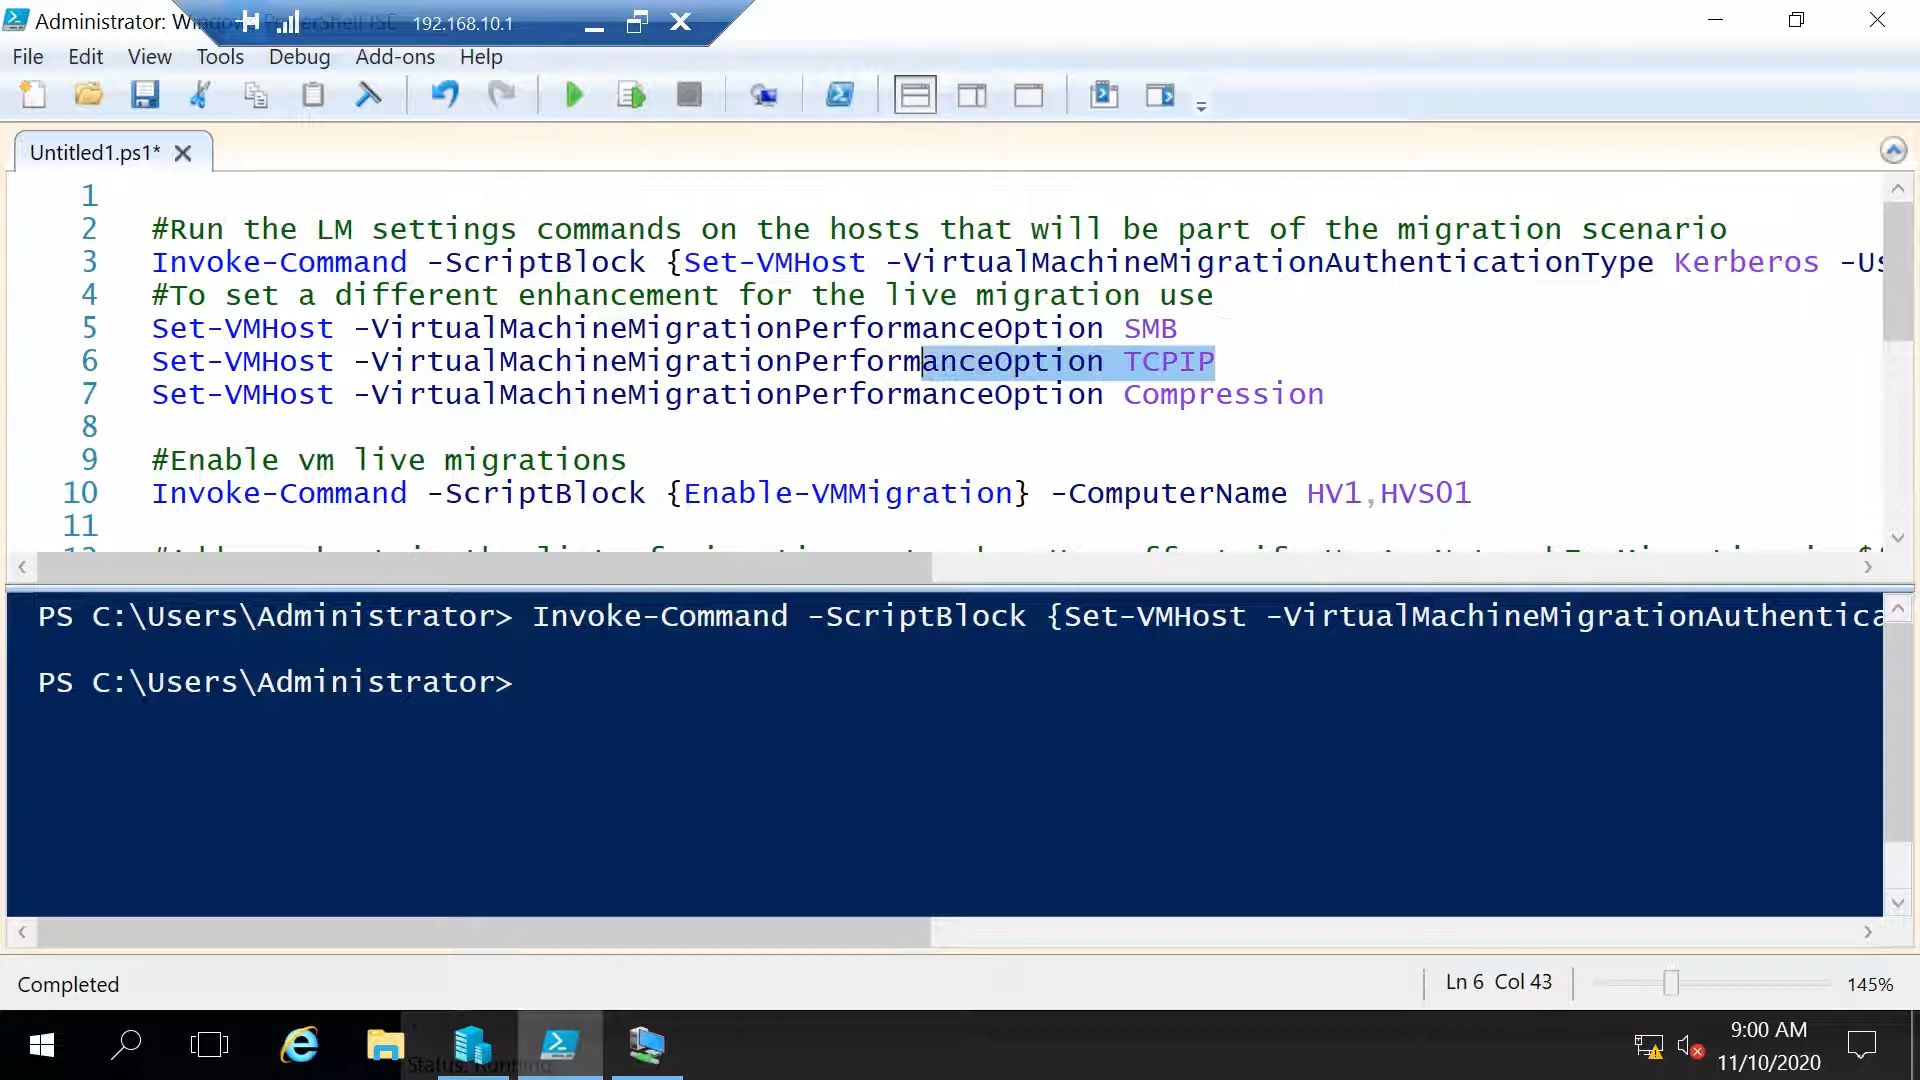 Administrator: Windows PowerShell ISE
192.168.10.1
File Edit View Tools Debug Add-ons Help
Untitled1.ps1*
1
2 #Run the LM settings commands on the hosts that will be part of the migration scenario
3 Invoke-Command -ScriptBlock {Set-VMHost -VirtualMachineMigrationAuthenticationType Kerberos -Us
4 #To set a different enhancement for the live migration use
5 Set-VMHost -VirtualMachineMigrationPerformanceOption SMB
6 Set-VMHost -VirtualMachineMigrationPerformanceOption TCPIP
7 Set-VMHost -VirtualMachineMigrationPerformanceOption Compression
8
9 #Enable vm live migrations
10 Invoke-Command -ScriptBlock {Enable-VMMigration} -ComputerName HV1,HVS01
11
PS C:\Users\Administrator> Invoke-Command -ScriptBlock {Set-VMHost -VirtualMachineMigrationAuthentica
PS C:\Users\Administrator>
Completed
Ln 6 Col 43
145%
Status: Running
9:00 AM
11/10/2020